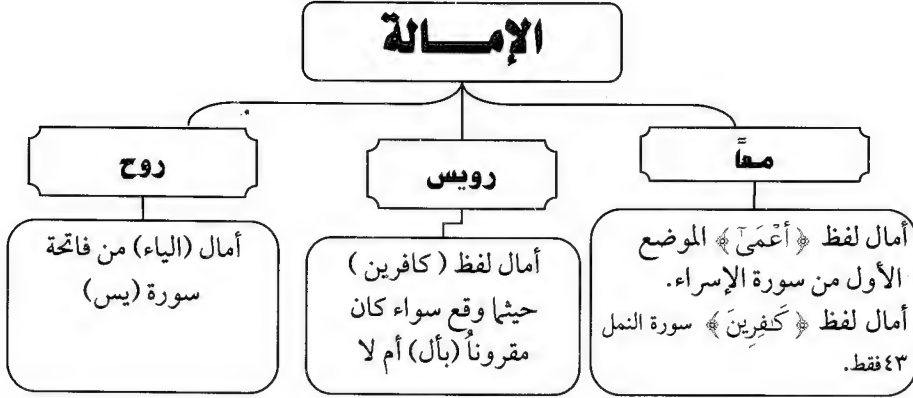 الإمـــالة
معاً
رويس
روح
أمال لفظ ﴿ أَعْمَىٰ ﴾ الموضع
الأول من سورة الإسراء.
أمال لفظ ﴿ كَـٰفِرِينَ ﴾ سورة النمل
٤٣ فقط.
أمال لفظ ( كافرين )
حيثما وقع سواء كان
مقروناً (بأل) أم لا
أمال (الياء) من فاتحة
سورة (يس)